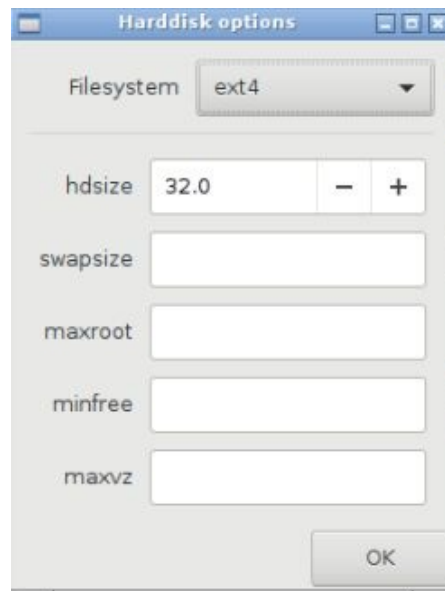 Harddisk options
Filesystem ext4
hdsize 32.0 − +
swapsize
maxroot
minfree
maxvz
OK